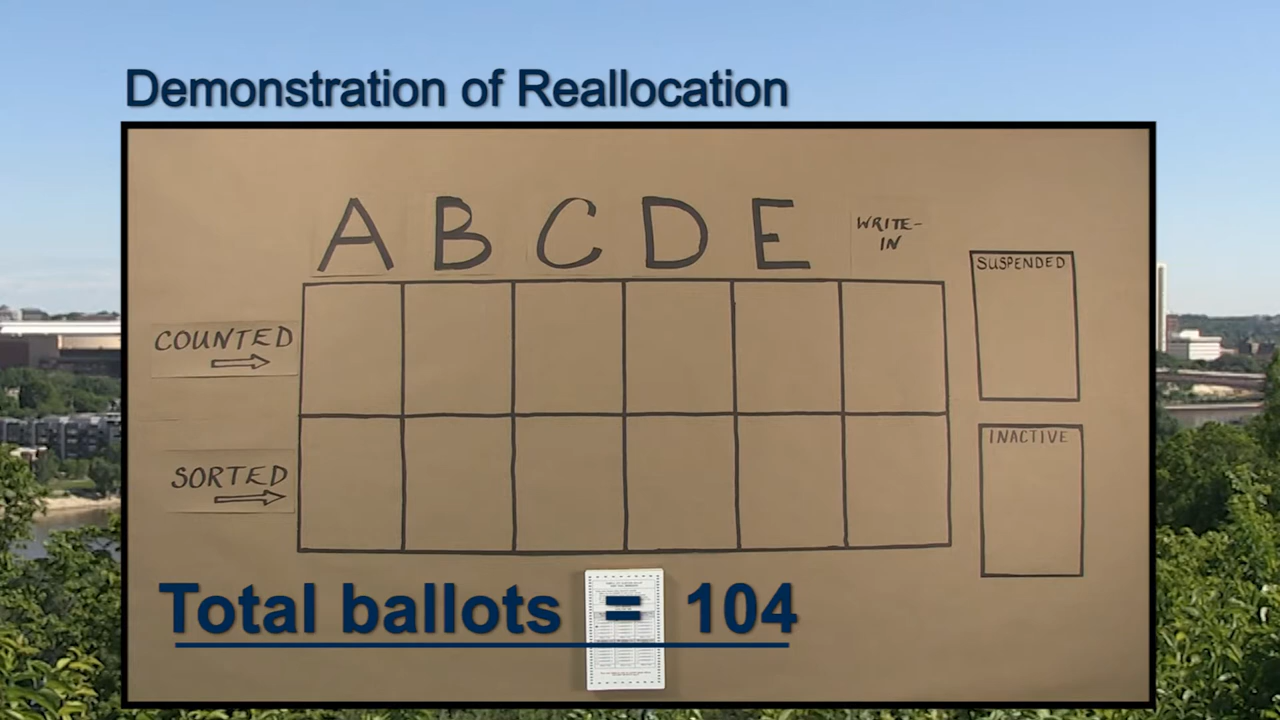 Demonstration of Reallocation
A B C D E WRITE-
IN
SUSPENDED
COUNTED
INACTIVE
SORTED
Total ballots = 104